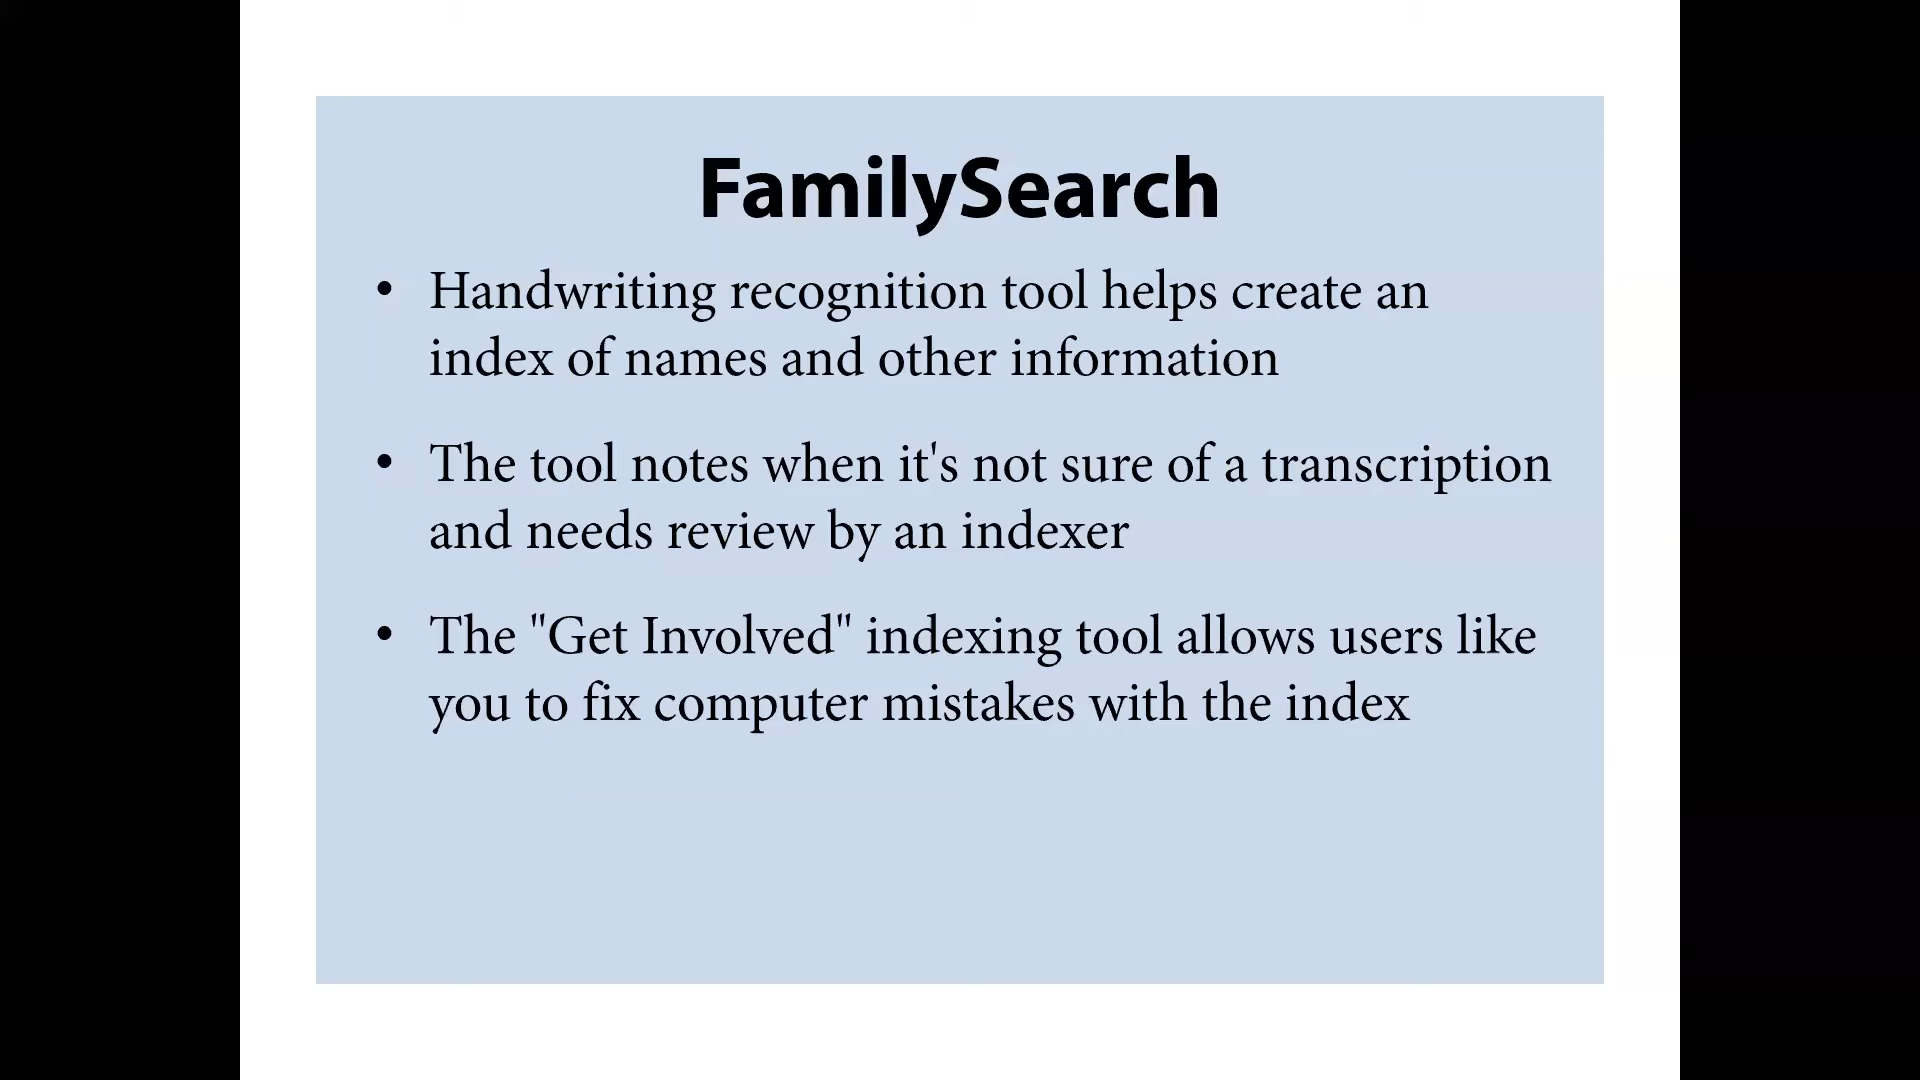 FamilySearch
• Handwriting recognition tool helps create an
index of names and other information
• The tool notes when it's not sure of a transcription
and needs review by an indexer
• The "Get Involved" indexing tool allows users like
you to fix computer mistakes with the index